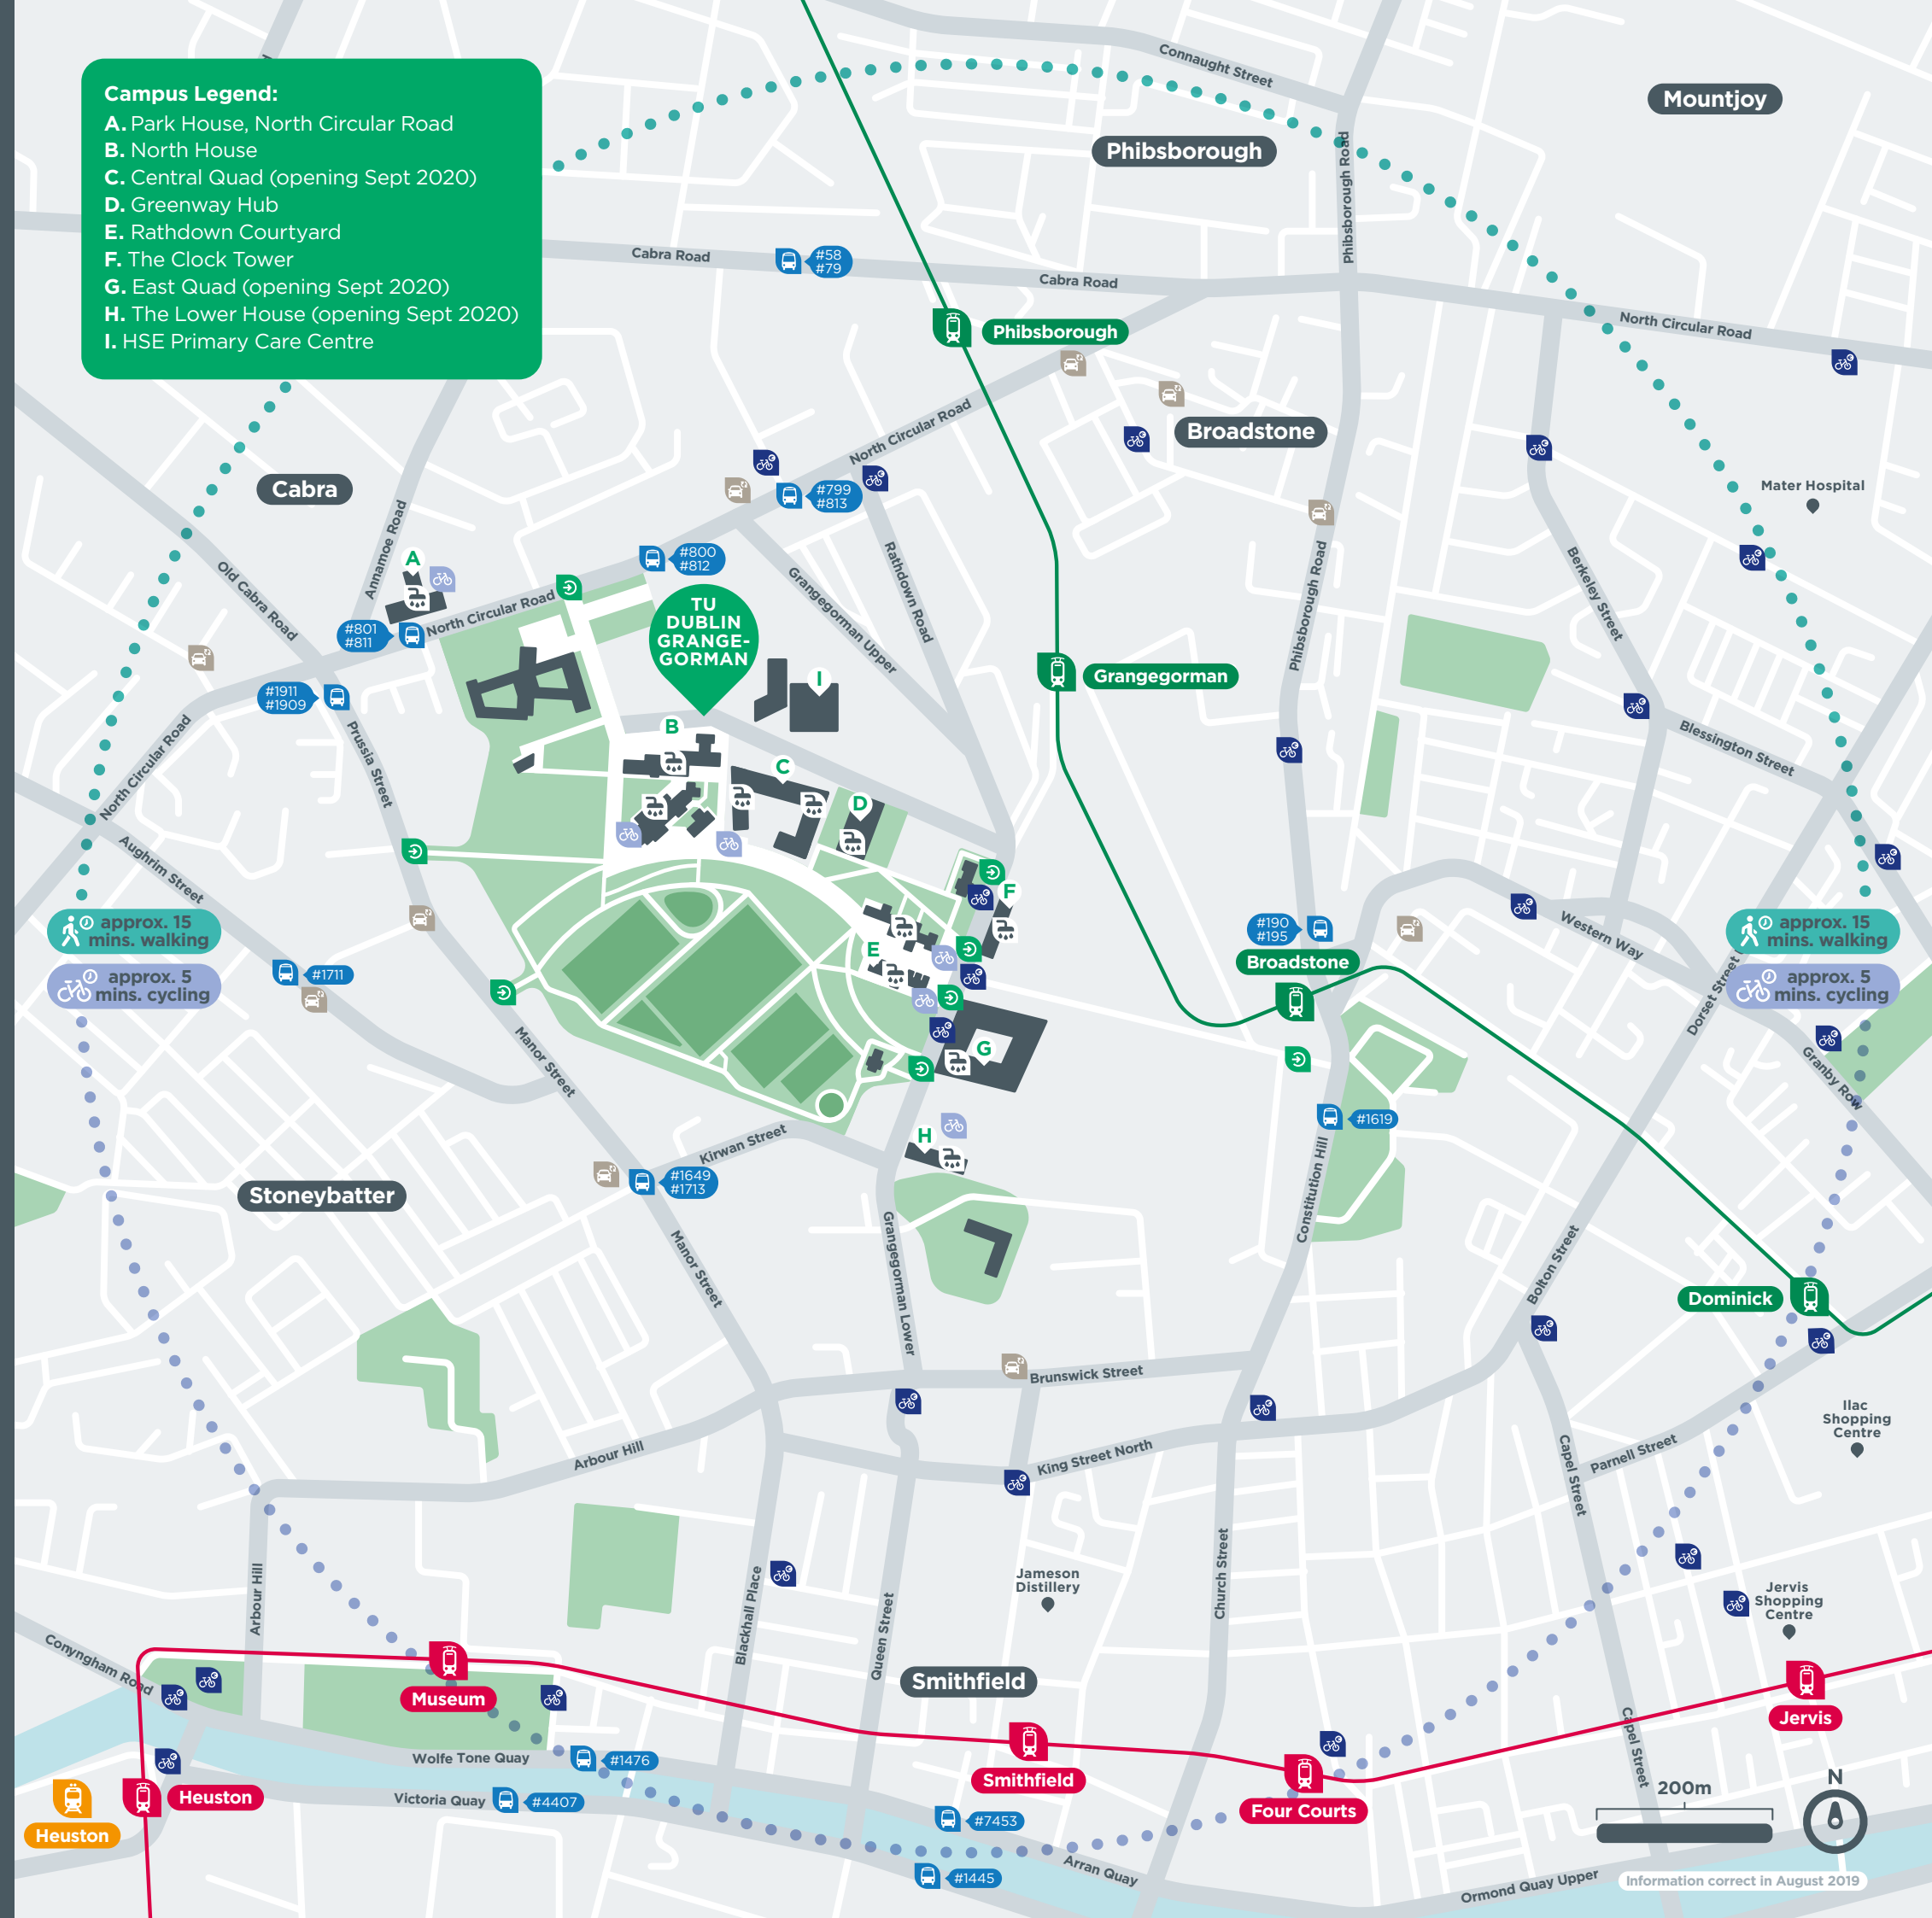 Campus Legend:
A. Park House, North Circular Road
B. North House
C. Central Quad (opening Sept 2020)
D. Greenway Hub
E. Rathdown Courtyard
F. The Clock Tower
G. East Quad (opening Sept 2020)
H. The Lower House (opening Sept 2020)
I. HSE Primary Care Centre
Connaught Street
Mountjoy
Phibsborough
Phibsborough Road
Cabra Road
#58
#79
Cabra Road
Phibsborough
North Circular Road
North Circular Road
Broadstone
Cabra
Mater Hospital
#799
#813
Annamoe Road
A
#800
#812
Old Cabra Road
North Circular Road
#801
#811
TU
DUBLIN
GRANGE-
GORMAN
Grangegorman Upper
Rathdown Road
Phibsborough Road
Berkeley Street
Grangegorman
I
#1911
#1909
B
North Circular Road
Prussia Street
Blessington Street
C
D
Aughrim Street
F
approx. 15
mins. walking
approx. 5
mins. cycling
E
#190
#195
Broadstone
Western Way
Dorset Street
approx. 15
mins. walking
approx. 5
mins. cycling
#1711
Manor Street
G
Granby Row
#1619
H
Kirwan Street
#1649
#1713
Stoneybatter
Constitution Hill
Manor Street
Grangegorman Lower
Bolton Street
Dominick
Brunswick Street
Ilac
Shopping
Centre
Arbour Hill
King Street North
Capel Street
Parnell Street
Arbour Hill
Blackhall Place
Queen Street
Jameson
Distillery
Church Street
Jervis
Shopping
Centre
Conyngham Road
Museum
Smithfield
Jervis
Wolfe Tone Quay
#1476
Smithfield
Capel Street
Heuston
Victoria Quay
#4407
Four Courts
200m
N
Heuston
#7453
Arran Quay
#1445
Ormond Quay Upper
Information correct in August 2019